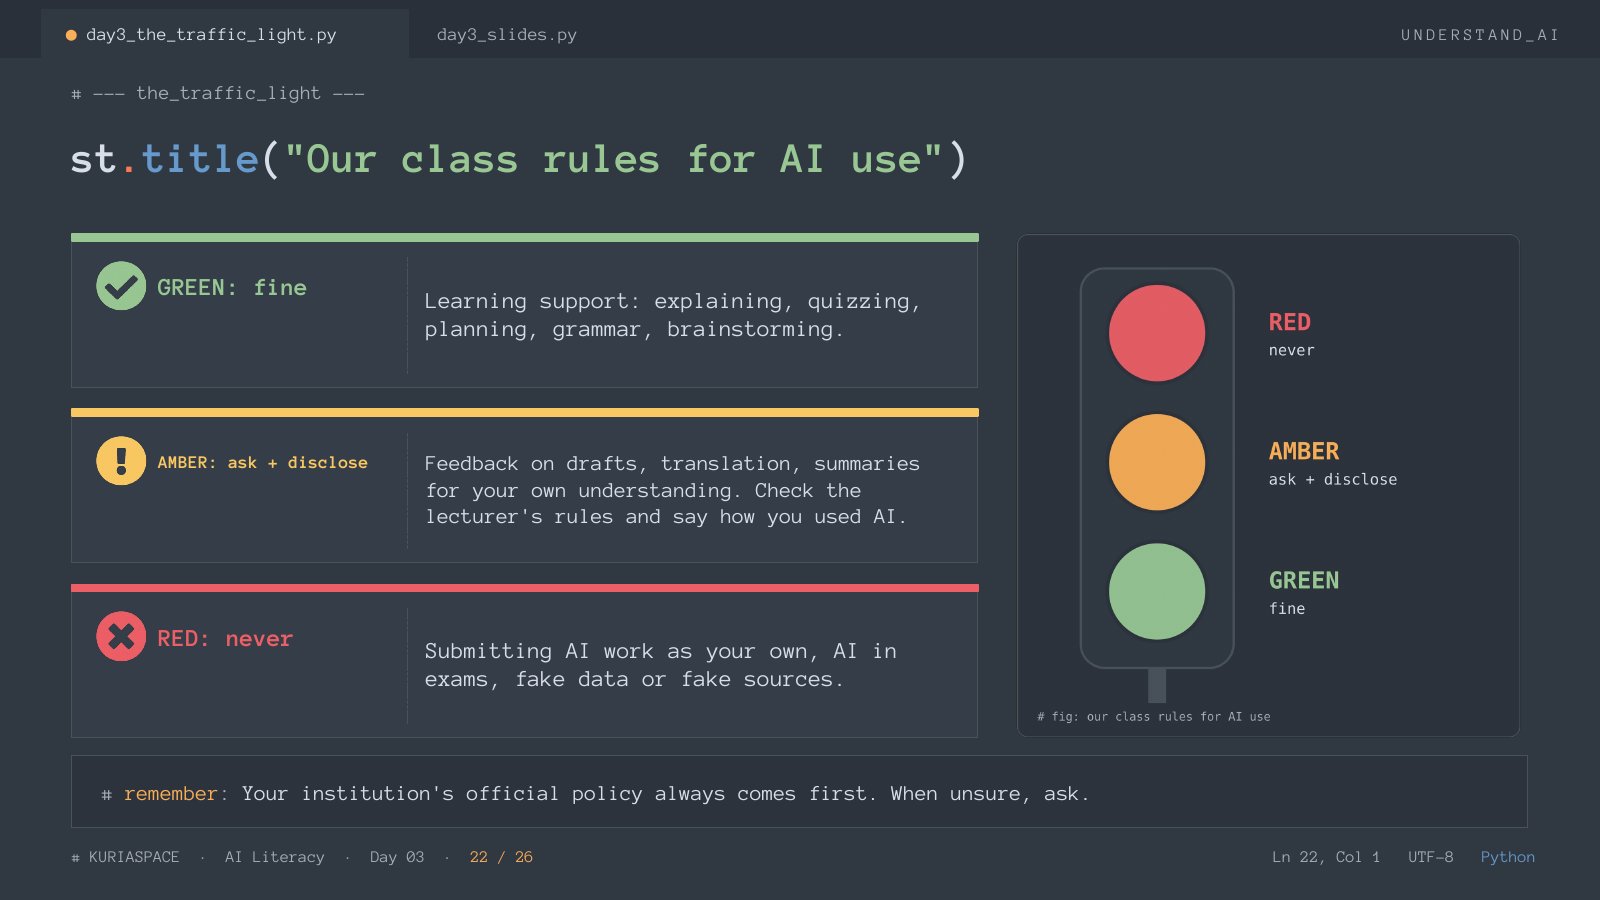 day3_the_traffic_light.py
day3_slides.py
UNDERSTAND_AI
# --- the_traffic_light ---
st.title("Our class rules for AI use")
GREEN: fine
Learning support: explaining, quizzing,
planning, grammar, brainstorming.
AMBER: ask + disclose
Feedback on drafts, translation, summaries
for your own understanding. Check the
lecturer's rules and say how you used AI.
RED: never
Submitting AI work as your own, AI in
exams, fake data or fake sources.
RED
never
AMBER
ask + disclose
GREEN
fine
# fig: our class rules for AI use
# remember: Your institution's official policy always comes first. When unsure, ask.
# KURIASPACE · AI Literacy · Day 03 · 22 / 26
Ln 22, Col 1 UTF-8 Python